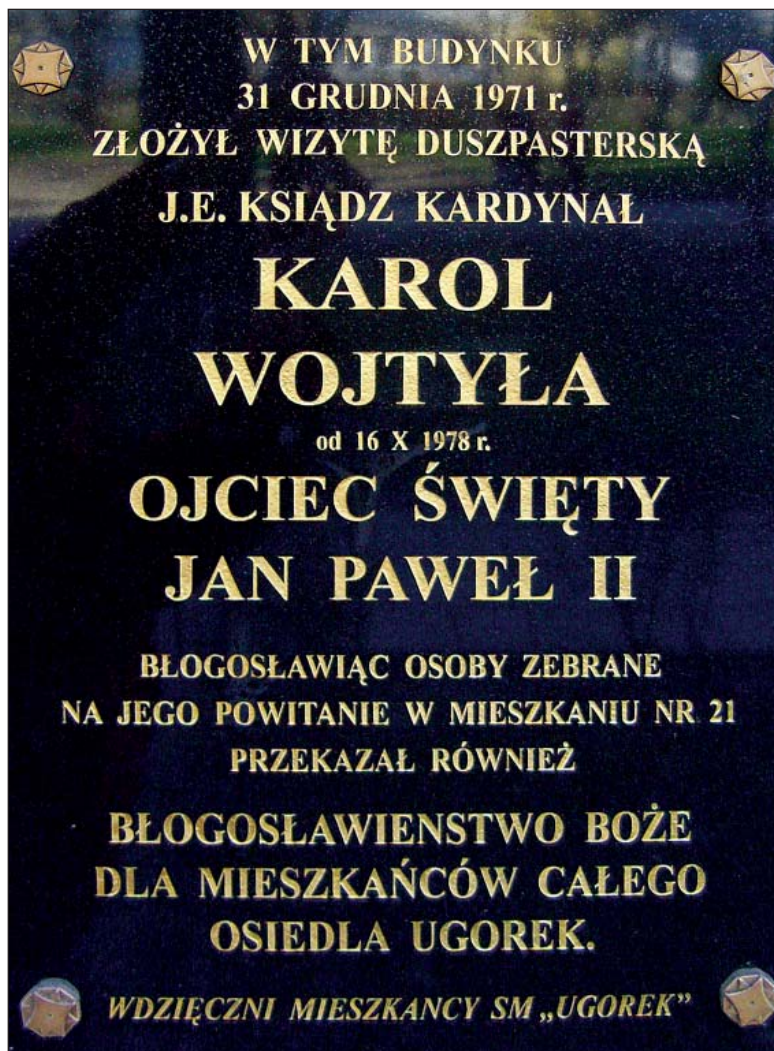 W TYM BUDYNKU
31 GRUDNIA 1971 r.
ZŁOŻYŁ WIZYTĘ DUSZPASTERSKĄ
J.E. KSIĄDZ KARDYNAŁ
KAROL
WOJTYŁA
od 16 X 1978 r.
OJCIEC ŚWIĘTY
JAN PAWEŁ II
BŁOGOSŁAWIĄC OSOBY ZEBRANE
NA JEGO POWITANIE W MIESZKANIU NR 21
PRZEKAZAŁ RÓWNIEŻ
BŁOGOSŁAWIENSTWO BOŻE
DLA MIESZKAŃCÓW CAŁEGO
OSIEDLA UGOREK.
WDZIĘCZNI MIESZKANCY SM „UGOREK”